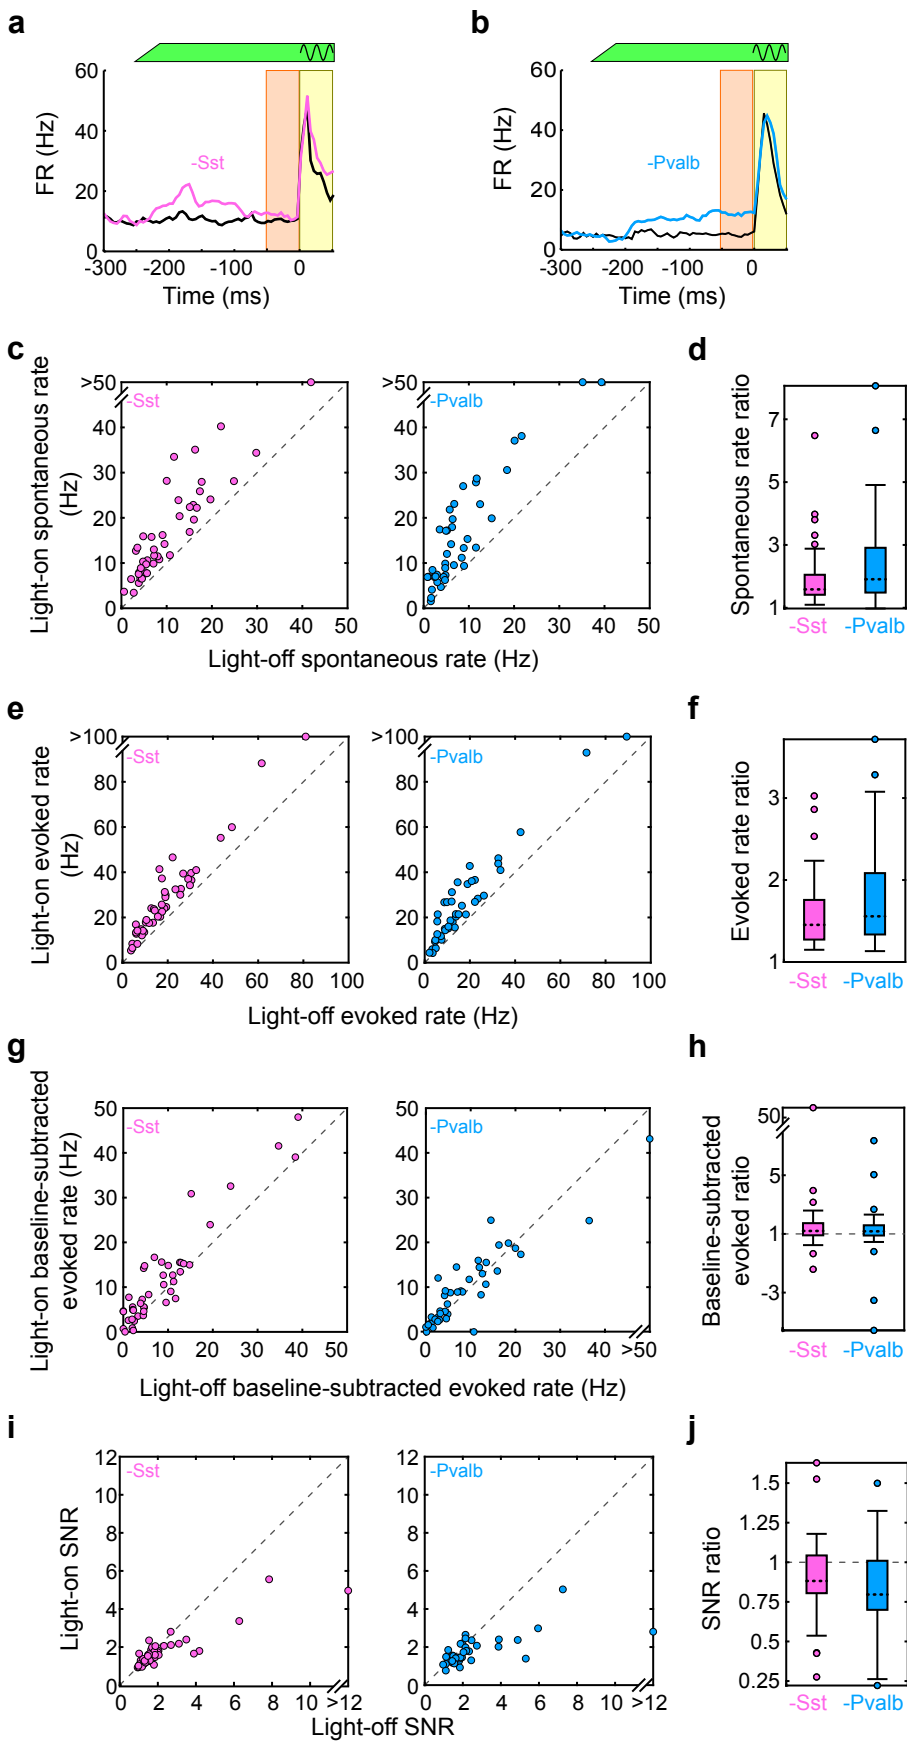 a
b
60
40
20
0
FR (Hz)
-Sst
-300
-200
-100
0
Time (ms)
60
40
20
0
FR (Hz)
-Pvalb
-300
-200
-100
0
Time (ms)
c
d
Light-on spontaneous rate
(Hz)
>50
40
30
20
10
0
-Sst
0
10
20
30
40
50
>50
40
30
20
10
0
-Pvalb
0
10
20
30
40
50
Light-off spontaneous rate (Hz)
Spontaneous rate ratio
7
5
3
1
-Sst
-Pvalb
e
f
Light-on evoked rate
(Hz)
>100
80
60
40
20
0
-Sst
0
20
40
60
80
100
>100
80
60
40
20
0
-Pvalb
0
20
40
60
80
100
Light-off evoked rate (Hz)
Evoked rate ratio
3
2
1
-Sst
-Pvalb
g
h
Light-on baseline-subtracted
evoked rate (Hz)
50
40
30
20
10
0
-Sst
0
10
20
30
40
50
50
40
30
20
10
0
-Pvalb
0
10
20
30
40
>50
Light-off baseline-subtracted evoked rate (Hz)
Baseline-subtracted
evoked ratio
50
5
1
-3
-Sst
-Pvalb
i
j
Light-on SNR
12
10
8
6
4
2
0
-Sst
0
2
4
6
8
10
>12
12
10
8
6
4
2
0
-Pvalb
0
2
4
6
8
10
>12
Light-off SNR
SNR ratio
1.5
1.25
1
0.75
0.5
0.25
-Sst
-Pvalb